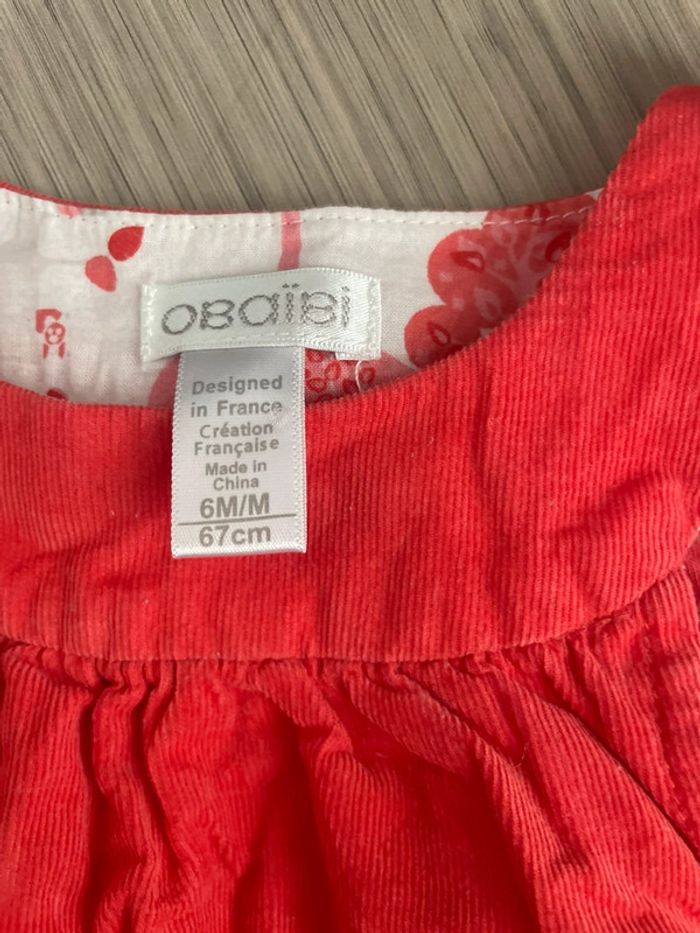 obaïbi
Designed
in France
Création
Française
Made in
China
6M/M
67cm